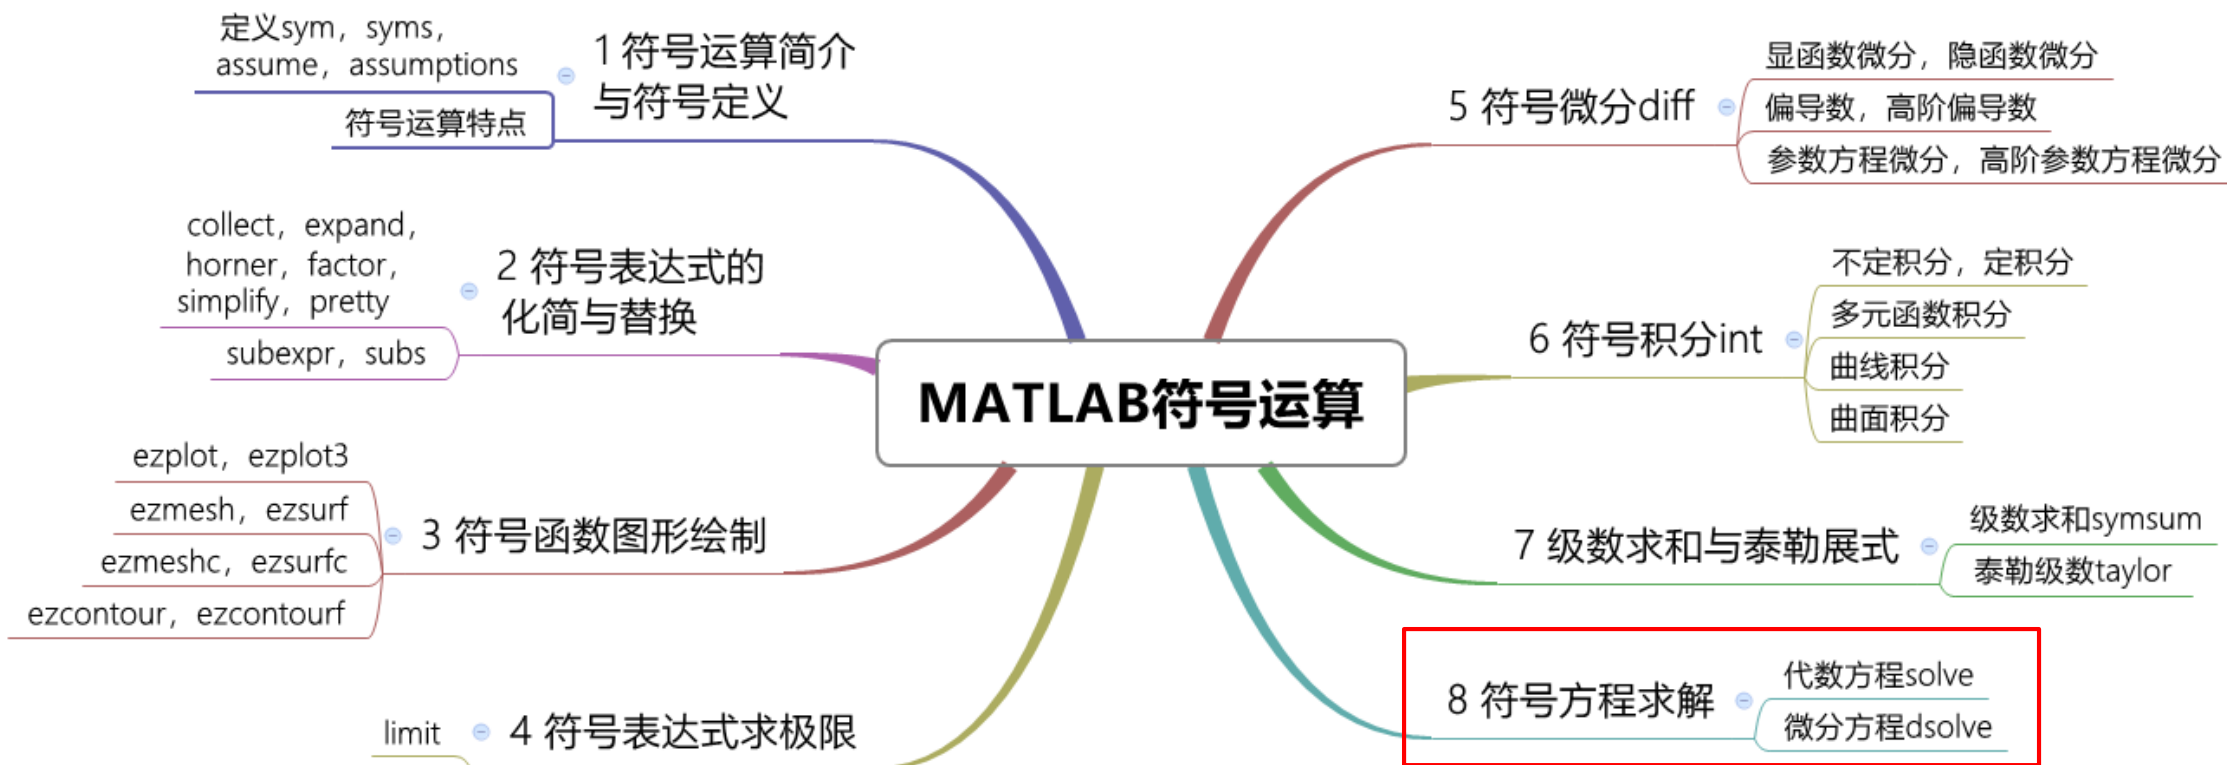 定义sym，syms，
assume，assumptions
符号运算特点
1 符号运算简介
与符号定义
collect，expand，
horner，factor，
simplify，pretty
subexpr，subs
2 符号表达式的
化简与替换
ezplot，ezplot3
ezmesh，ezsurf
ezmeshc，ezsurfc
ezcontour，ezcontourf
3 符号函数图形绘制
limit
4 符号表达式求极限
MATLAB符号运算
5 符号微分diff
显函数微分，隐函数微分
偏导数，高阶偏导数
参数方程微分，高阶参数方程微分
6 符号积分int
不定积分，定积分
多元函数积分
曲线积分
曲面积分
7 级数求和与泰勒展式
级数求和symsum
泰勒级数taylor
8 符号方程求解
代数方程solve
微分方程dsolve